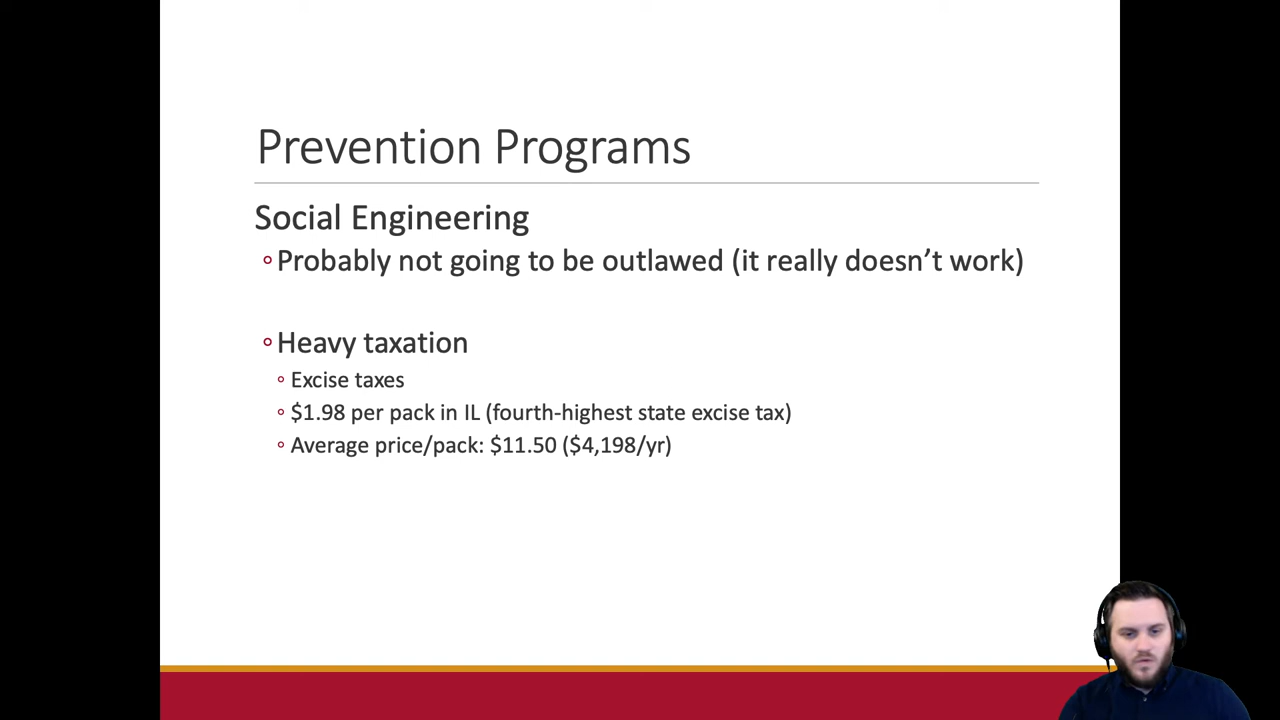 Prevention Programs
Social Engineering
◦Probably not going to be outlawed (it really doesn’t work)
◦Heavy taxation
◦ Excise taxes
◦ $1.98 per pack in IL (fourth-highest state excise tax)
◦ Average price/pack: $11.50 ($4,198/yr)